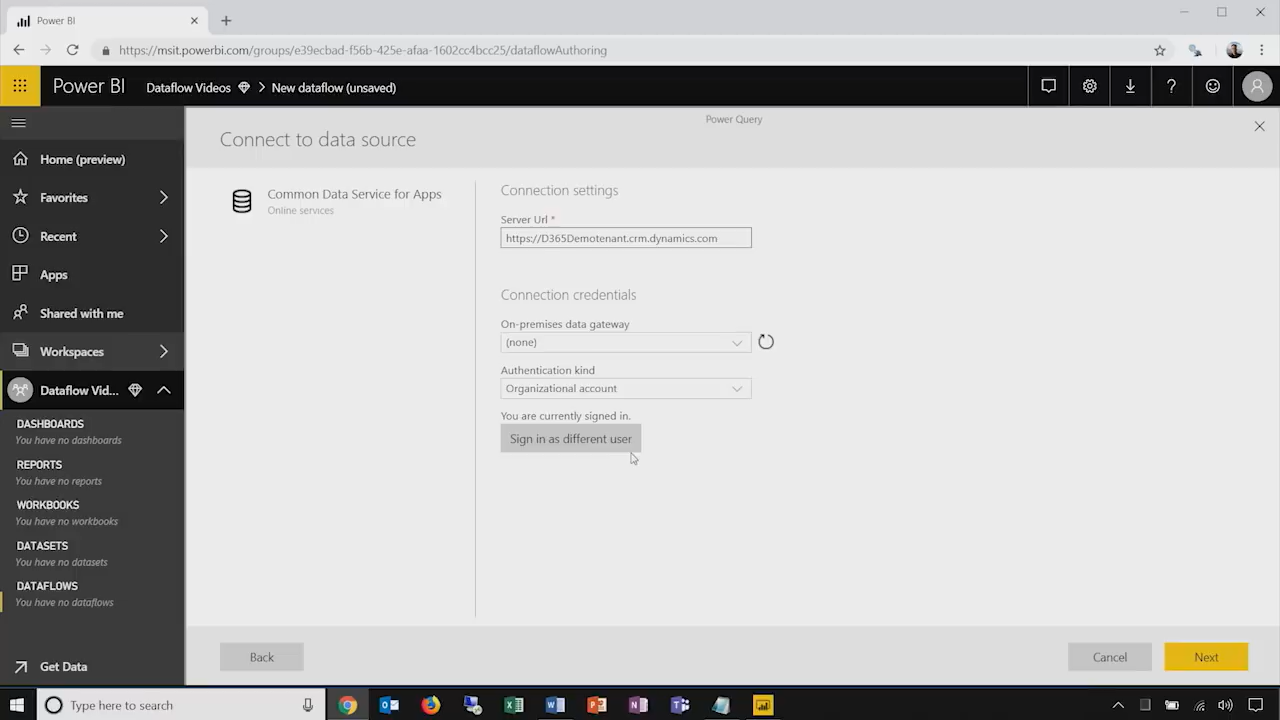 Power BI
https://msit.powerbi.com/groups/e39ecbad-f56b-425e-afaa-1602cc4bcc25/dataflowAuthoring
Power BI
Dataflow Videos > New dataflow (unsaved)
Power Query
Connect to data source
Home (preview)
Favorites
Recent
Apps
Shared with me
Workspaces
Dataflow Vid...
DASHBOARDS
You have no dashboards
REPORTS
You have no reports
WORKBOOKS
You have no workbooks
DATASETS
You have no datasets
DATAFLOWS
You have no dataflows
Get Data
Common Data Service for Apps
Online services
Connection settings
Server Url *
https://D365Demotenant.crm.dynamics.com
Connection credentials
On-premises data gateway
(none)
Authentication kind
Organizational account
You are currently signed in.
Sign in as different user
Back
Cancel
Next
Type here to search